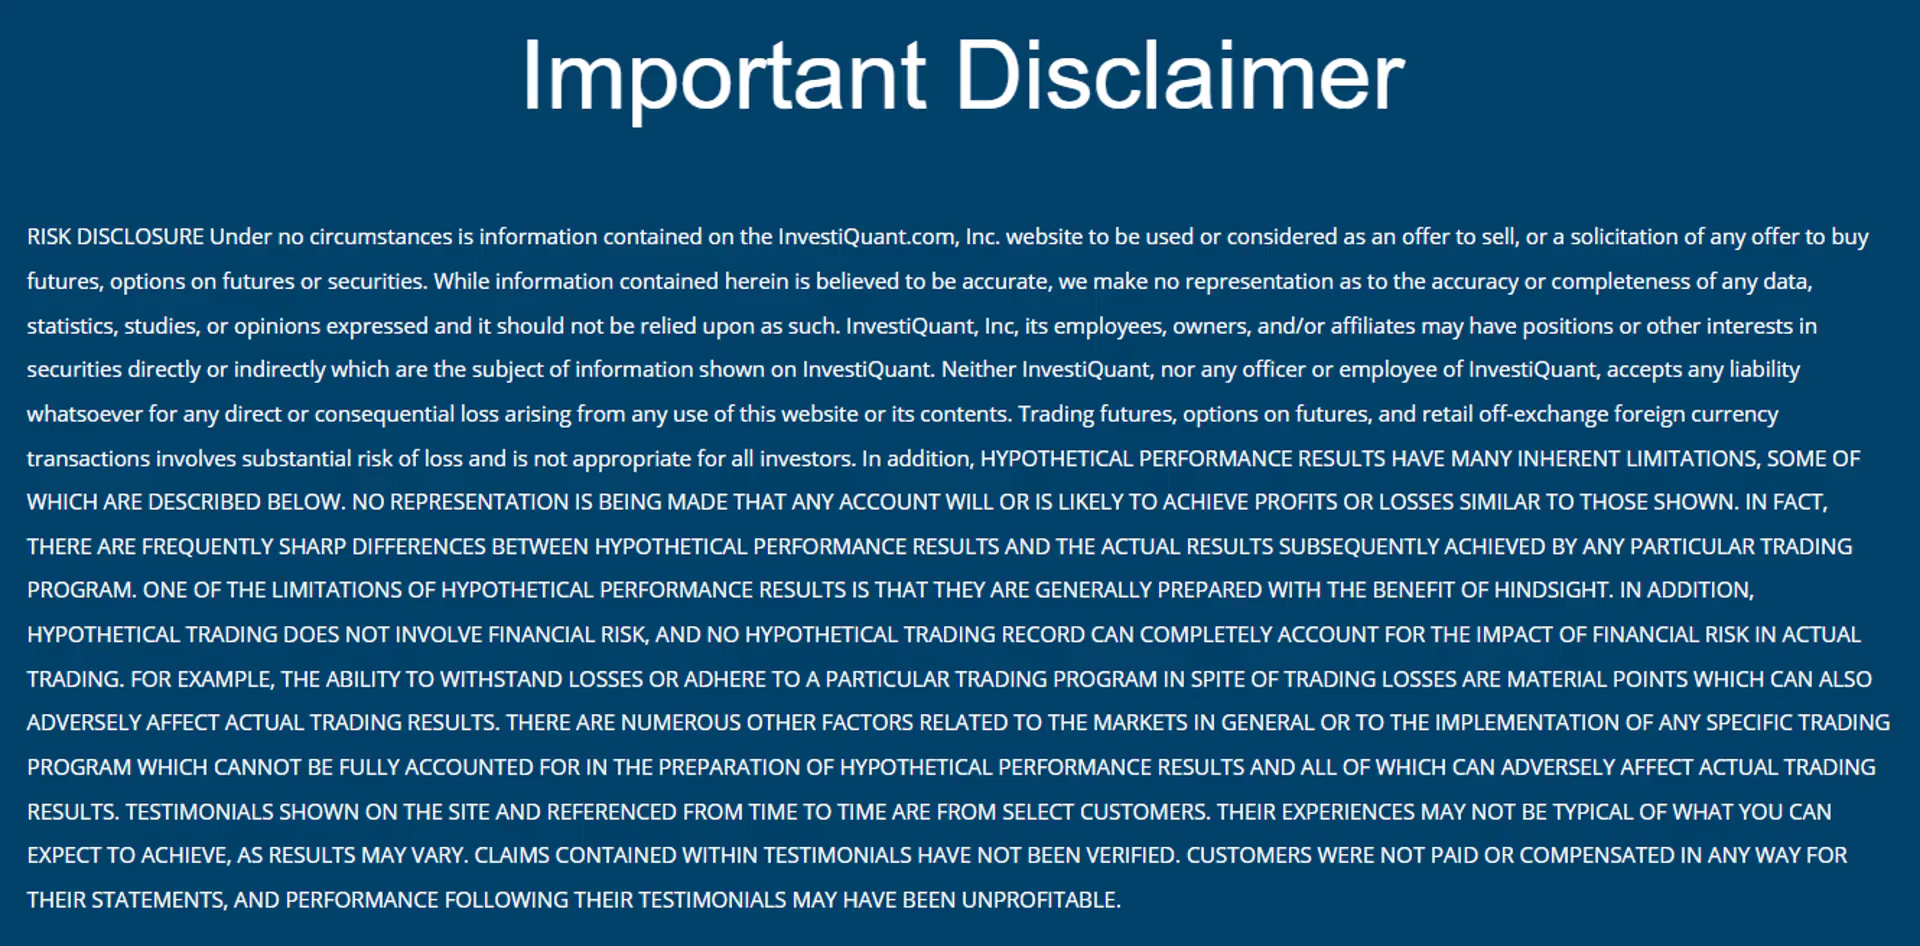 Important Disclaimer
RISK DISCLOSURE Under no circumstances is information contained on the InvestiQuant.com, Inc. website to be used or considered as an offer to sell, or a solicitation of any offer to buy
futures, options on futures or securities. While information contained herein is believed to be accurate, we make no representation as to the accuracy or completeness of any data,
statistics, studies, or opinions expressed and it should not be relied upon as such. InvestiQuant, Inc, its employees, owners, and/or affiliates may have positions or other interests in
securities directly or indirectly which are the subject of information shown on InvestiQuant. Neither InvestiQuant, nor any officer or employee of InvestiQuant, accepts any liability
whatsoever for any direct or consequential loss arising from any use of this website or its contents. Trading futures, options on futures, and retail off-exchange foreign currency
transactions involves substantial risk of loss and is not appropriate for all investors. In addition, HYPOTHETICAL PERFORMANCE RESULTS HAVE MANY INHERENT LIMITATIONS, SOME OF
WHICH ARE DESCRIBED BELOW. NO REPRESENTATION IS BEING MADE THAT ANY ACCOUNT WILL OR IS LIKELY TO ACHIEVE PROFITS OR LOSSES SIMILAR TO THOSE SHOWN. IN FACT,
THERE ARE FREQUENTLY SHARP DIFFERENCES BETWEEN HYPOTHETICAL PERFORMANCE RESULTS AND THE ACTUAL RESULTS SUBSEQUENTLY ACHIEVED BY ANY PARTICULAR TRADING
PROGRAM. ONE OF THE LIMITATIONS OF HYPOTHETICAL PERFORMANCE RESULTS IS THAT THEY ARE GENERALLY PREPARED WITH THE BENEFIT OF HINDSIGHT. IN ADDITION,
HYPOTHETICAL TRADING DOES NOT INVOLVE FINANCIAL RISK, AND NO HYPOTHETICAL TRADING RECORD CAN COMPLETELY ACCOUNT FOR THE IMPACT OF FINANCIAL RISK IN ACTUAL
TRADING. FOR EXAMPLE, THE ABILITY TO WITHSTAND LOSSES OR ADHERE TO A PARTICULAR TRADING PROGRAM IN SPITE OF TRADING LOSSES ARE MATERIAL POINTS WHICH CAN ALSO
ADVERSELY AFFECT ACTUAL TRADING RESULTS. THERE ARE NUMEROUS OTHER FACTORS RELATED TO THE MARKETS IN GENERAL OR TO THE IMPLEMENTATION OF ANY SPECIFIC TRADING
PROGRAM WHICH CANNOT BE FULLY ACCOUNTED FOR IN THE PREPARATION OF HYPOTHETICAL PERFORMANCE RESULTS AND ALL OF WHICH CAN ADVERSELY AFFECT ACTUAL TRADING
RESULTS. TESTIMONIALS SHOWN ON THE SITE AND REFERENCED FROM TIME TO TIME ARE FROM SELECT CUSTOMERS. THEIR EXPERIENCES MAY NOT BE TYPICAL OF WHAT YOU CAN
EXPECT TO ACHIEVE, AS RESULTS MAY VARY. CLAIMS CONTAINED WITHIN TESTIMONIALS HAVE NOT BEEN VERIFIED. CUSTOMERS WERE NOT PAID OR COMPENSATED IN ANY WAY FOR
THEIR STATEMENTS, AND PERFORMANCE FOLLOWING THEIR TESTIMONIALS MAY HAVE BEEN UNPROFITABLE.